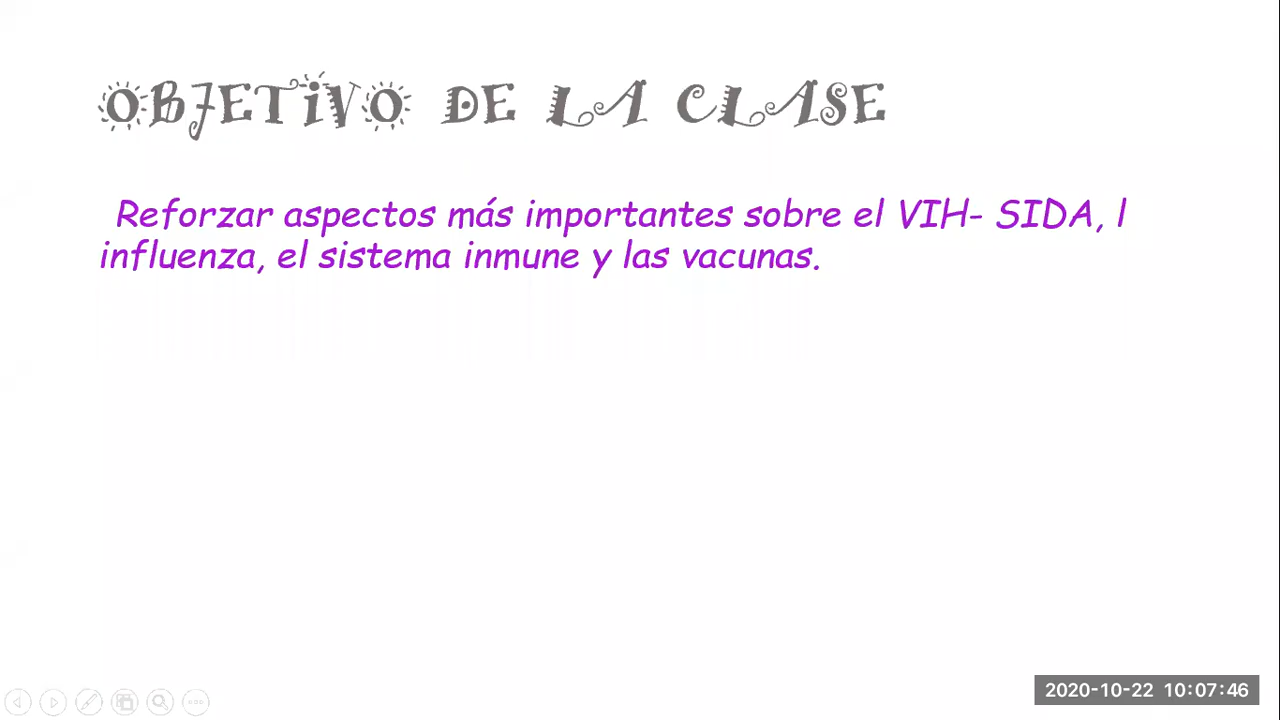 OBJETIVO DE LA CLASE
Reforzar aspectos más importantes sobre el VIH- SIDA, l
influenza, el sistema inmune y las vacunas.
2020-10-22 10:07:46